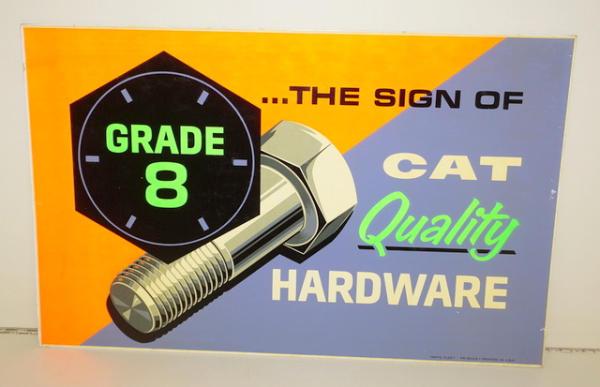 GRADE
8
...THE SIGN OF
CAT
Quality
HARDWARE